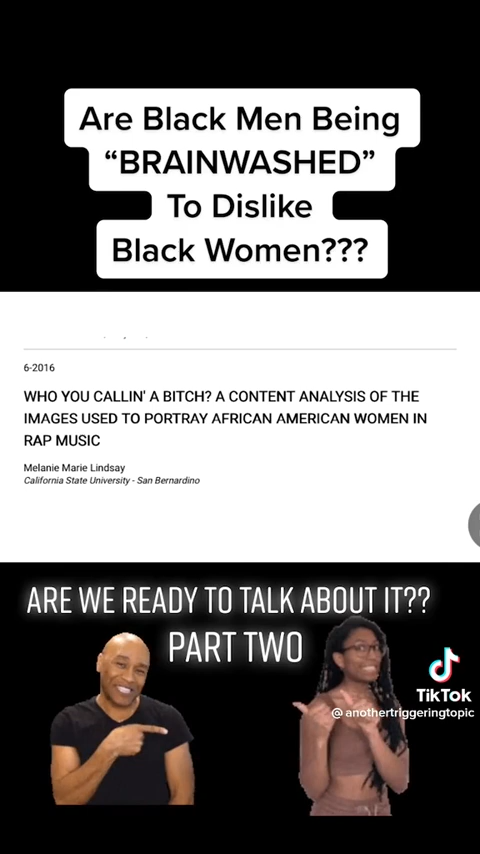 Are Black Men Being
“BRAINWASHED”
To Dislike
Black Women???
6-2016
WHO YOU CALLIN' A BITCH? A CONTENT ANALYSIS OF THE
IMAGES USED TO PORTRAY AFRICAN AMERICAN WOMEN IN
RAP MUSIC
Melanie Marie Lindsay
California State University - San Bernardino
ARE WE READY TO TALK ABOUT IT??
PART TWO
TikTok
@anothertriggeringtopic